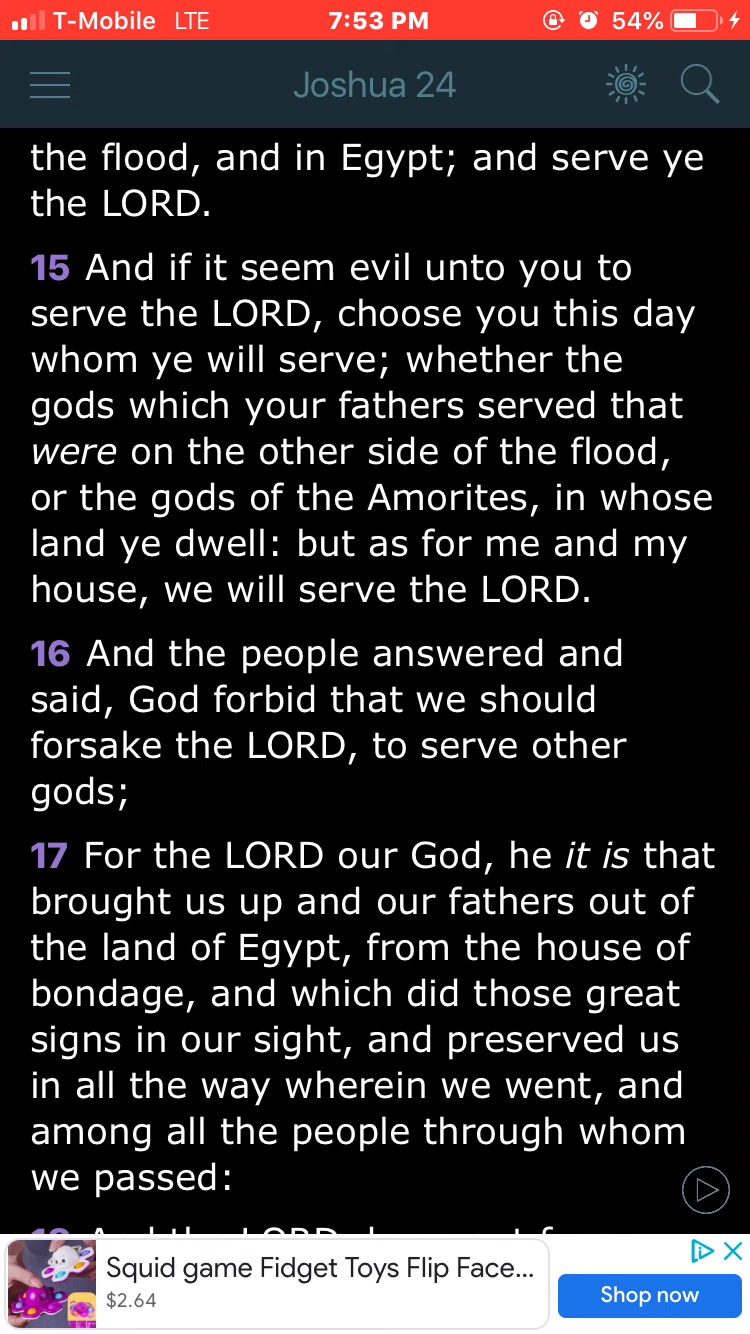 T-Mobile LTE 7:53 PM 54%
Joshua 24
the flood, and in Egypt; and serve ye
the LORD.
15 And if it seem evil unto you to
serve the LORD, choose you this day
whom ye will serve; whether the
gods which your fathers served that
were on the other side of the flood,
or the gods of the Amorites, in whose
land ye dwell: but as for me and my
house, we will serve the LORD.
16 And the people answered and
said, God forbid that we should
forsake the LORD, to serve other
gods;
17 For the LORD our God, he it is that
brought us up and our fathers out of
the land of Egypt, from the house of
bondage, and which did those great
signs in our sight, and preserved us
in all the way wherein we went, and
among all the people through whom
we passed:
Squid game Fidget Toys Flip Face...
$2.64
Shop now